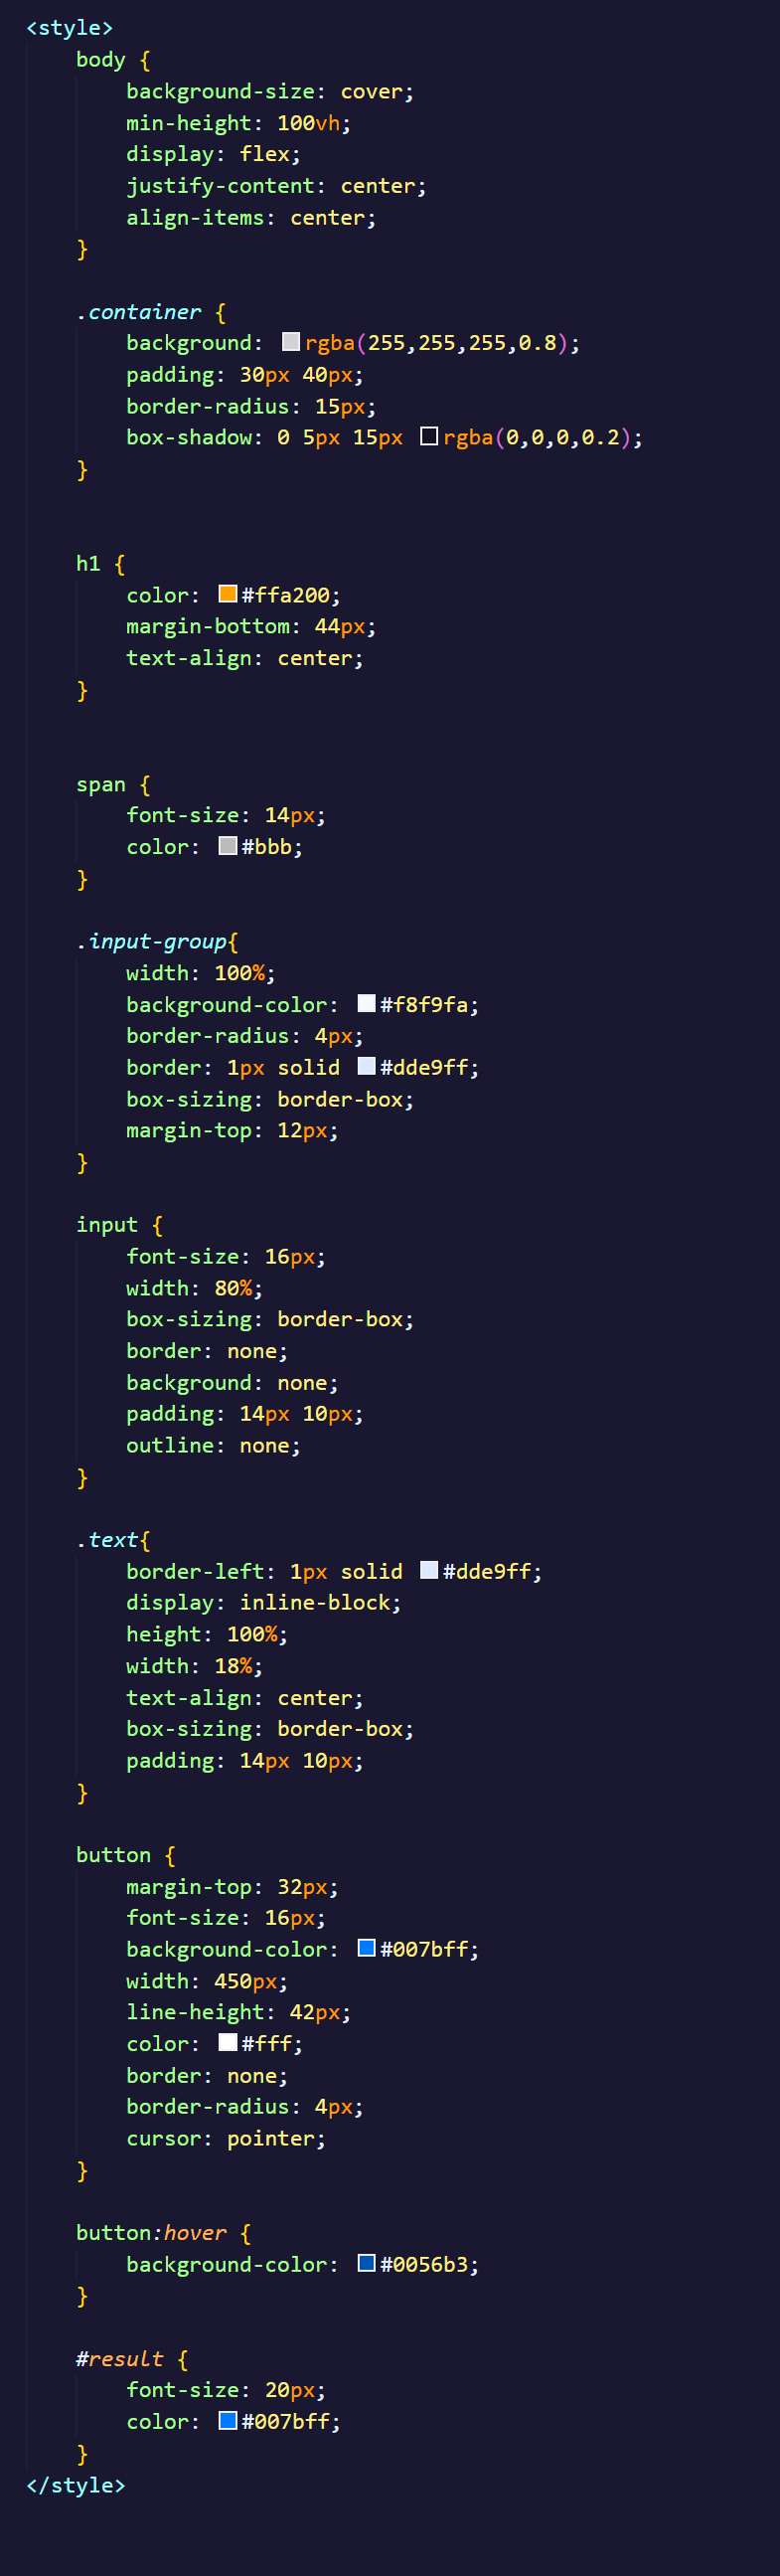 <style>
body {
background-size: cover;
min-height: 100vh;
display: flex;
justify-content: center;
align-items: center;
}
.container {
background: rgba(255,255,255,0.8);
padding: 30px 40px;
border-radius: 15px;
box-shadow: 0 5px 15px rgba(0,0,0,0.2);
}
h1 {
color: #ffa200;
margin-bottom: 44px;
text-align: center;
}
span {
font-size: 14px;
color: #bbb;
}
.input-group{
width: 100%;
background-color: #f8f9fa;
border-radius: 4px;
border: 1px solid #dde9ff;
box-sizing: border-box;
margin-top: 12px;
}
input {
font-size: 16px;
width: 80%;
box-sizing: border-box;
border: none;
background: none;
padding: 14px 10px;
outline: none;
}
.text{
border-left: 1px solid #dde9ff;
display: inline-block;
height: 100%;
width: 18%;
text-align: center;
box-sizing: border-box;
padding: 14px 10px;
}
button {
margin-top: 32px;
font-size: 16px;
background-color: #007bff;
width: 450px;
line-height: 42px;
color: #fff;
border: none;
border-radius: 4px;
cursor: pointer;
}
button:hover {
background-color: #0056b3;
}
#result {
font-size: 20px;
color: #007bff;
}
</style>